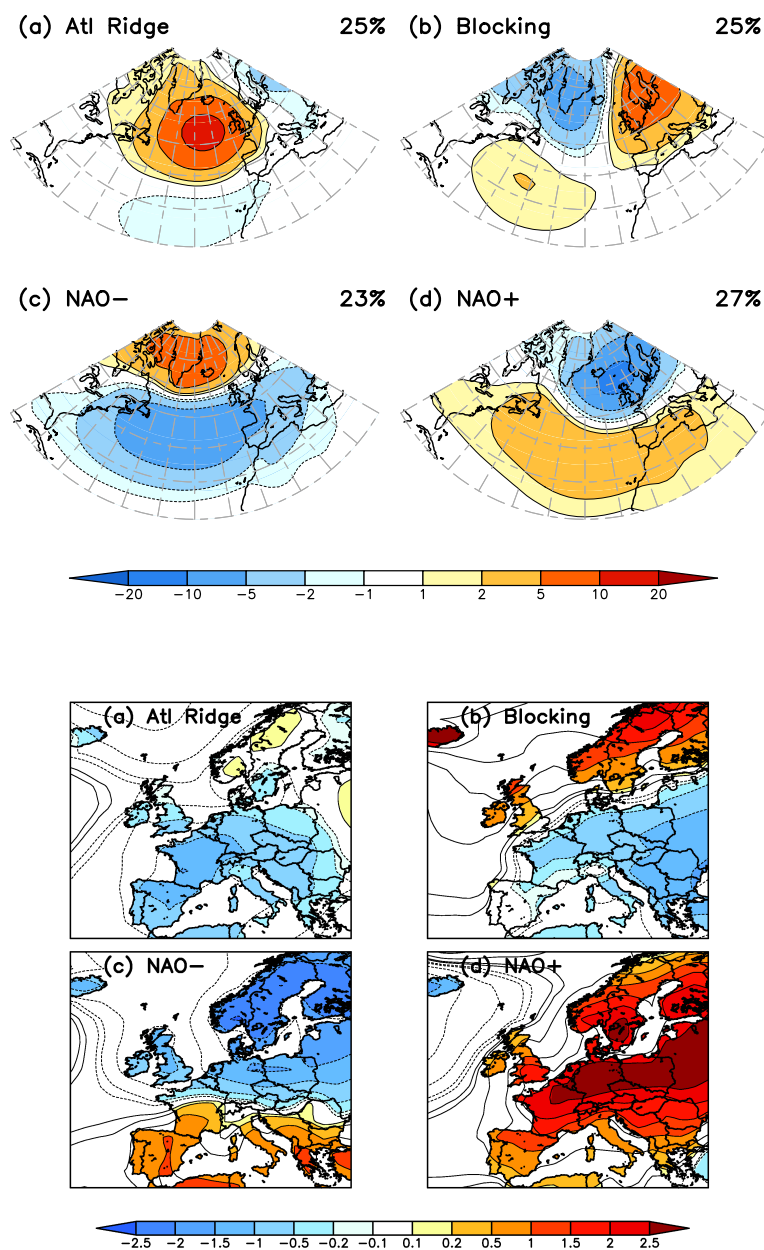 (a) Atl Ridge 25% (b) Blocking 25%
(c) NAO− 23% (d) NAO+ 27%
−20 −10 −5 −2 −1 1 2 5 10 20
(a) Atl Ridge (b) Blocking
(c) NAO− (d) NAO+
−2.5 −2 −1.5 −1 −0.5 −0.2 −0.1 0.1 0.2 0.5 1 1.5 2 2.5